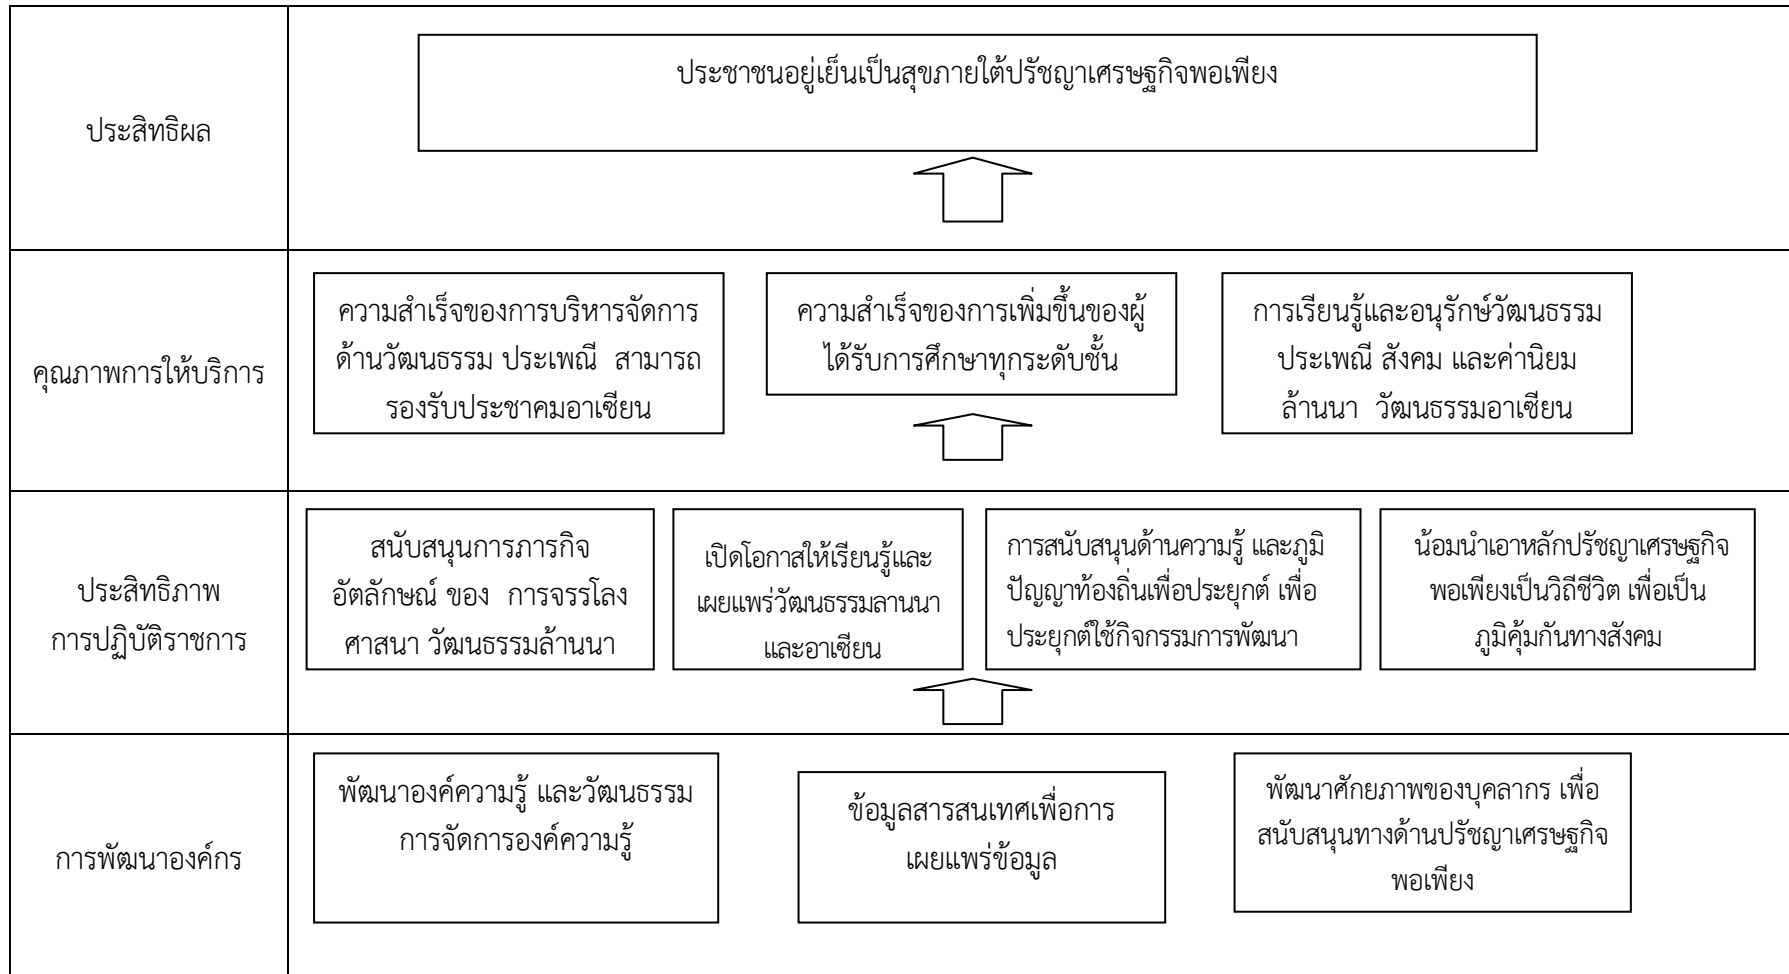 ประสิทธิผล
ประชาชนอยู่เย็นเป็นสุขภายใต้ปรัชญาเศรษฐกิจพอเพียง
คุณภาพการให้บริการ
ความสำเร็จของการบริหารจัดการ
ด้านวัฒนธรรม ประเพณี  สามารถ
รองรับประชาคมอาเซียน
ความสำเร็จของการเพิ่มขึ้นของผู้
ได้รับการศึกษาทุกระดับชั้น
การเรียนรู้และอนุรักษ์วัฒนธรรม
ประเพณี สังคม และค่านิยม
ล้านนา  วัฒนธรรมอาเซียน
ประสิทธิภาพ
การปฏิบัติราชการ
สนับสนุนการภารกิจ
อัตลักษณ์ ของ  การจรรโลง
ศาสนา วัฒนธรรมล้านนา
เปิดโอกาสให้เรียนรู้และ
เผยแพร่วัฒนธรรมลานนา
และอาเซียน
การสนับสนุนด้านความรู้ และภูมิ
ปัญญาท้องถิ่นเพื่อประยุกต์ เพื่อ
ประยุกต์ใช้กิจกรรมการพัฒนา
น้อมนำเอาหลักปรัชญาเศรษฐกิจ
พอเพียงเป็นวิถีชีวิต เพื่อเป็น
ภูมิคุ้มกันทางสังคม
การพัฒนาองค์กร
พัฒนาองค์ความรู้ และวัฒนธรรม
การจัดการองค์ความรู้
ข้อมูลสารสนเทศเพื่อการ
เผยแพร่ข้อมูล
พัฒนาศักยภาพของบุคลากร เพื่อ
สนับสนุนทางด้านปรัชญาเศรษฐกิจ
พอเพียง